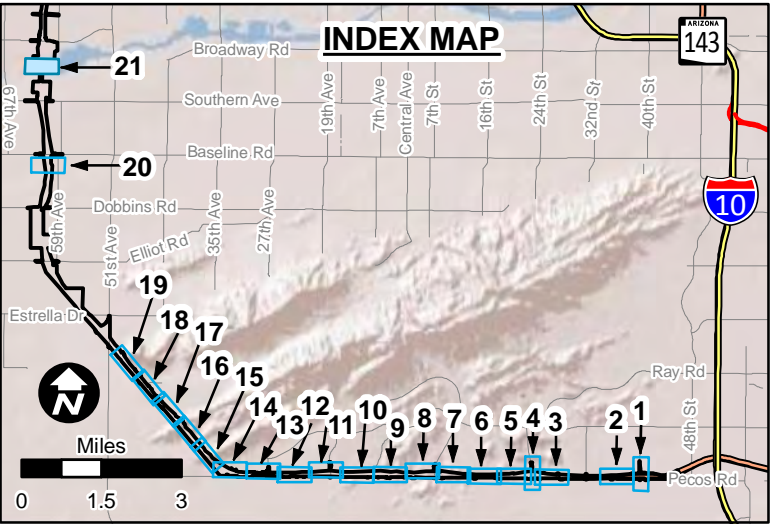 INDEX MAP
ARIZONA
143
Broadway Rd
21
67th Ave
Southern Ave
19th Ave
7th Ave
Central Ave
7th St
16th St
24th St
32nd St
40th St
Baseline Rd
20
10
59th Ave
Dobbins Rd
51st Ave
Elliot Rd
35th Ave
27th Ave
19
Estrella Dr
18
17
16
15
14
13
12
11
10
9
8
7
6
5
4
3
2
1
Ray Rd
48th St
Pecos Rd
N
Miles
0 1.5 3